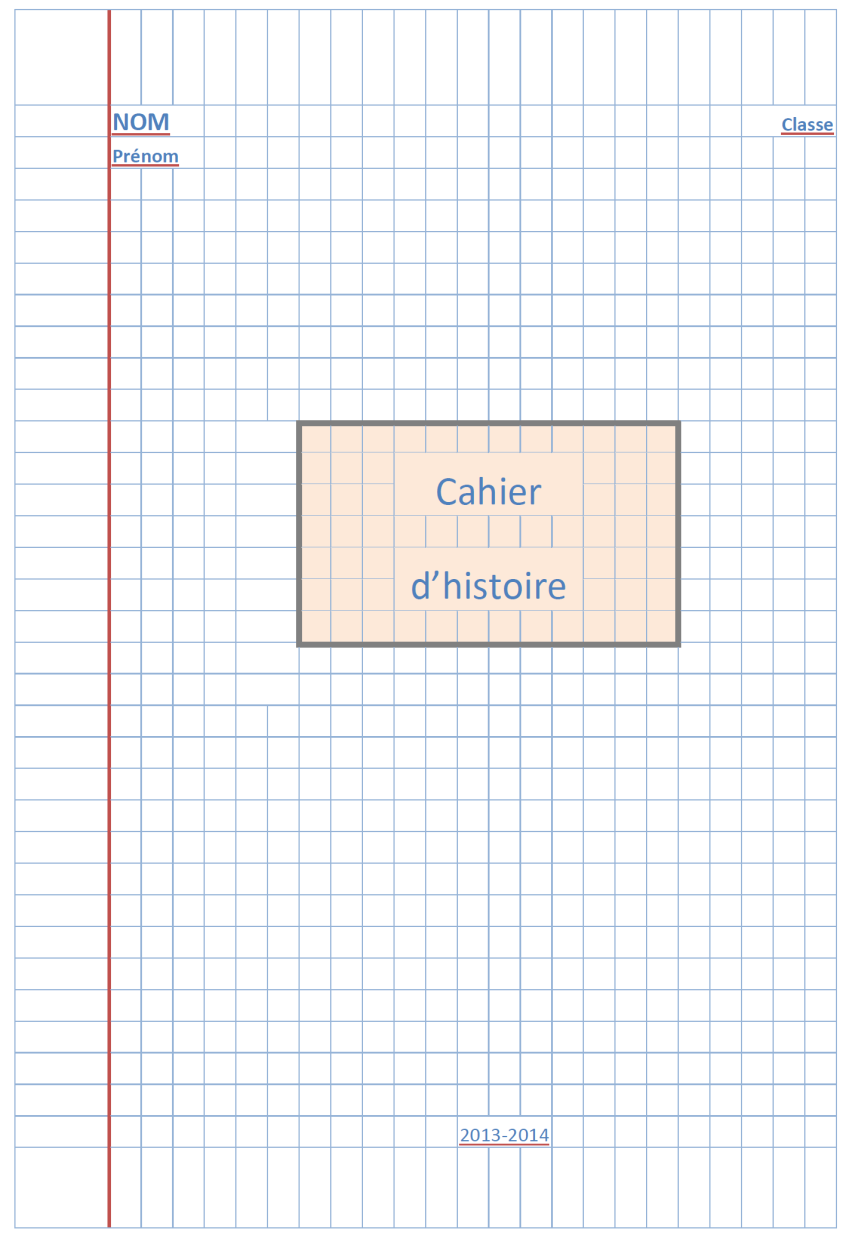 NOM
Classe
Prénom
Cahier
d’histoire
2013-2014